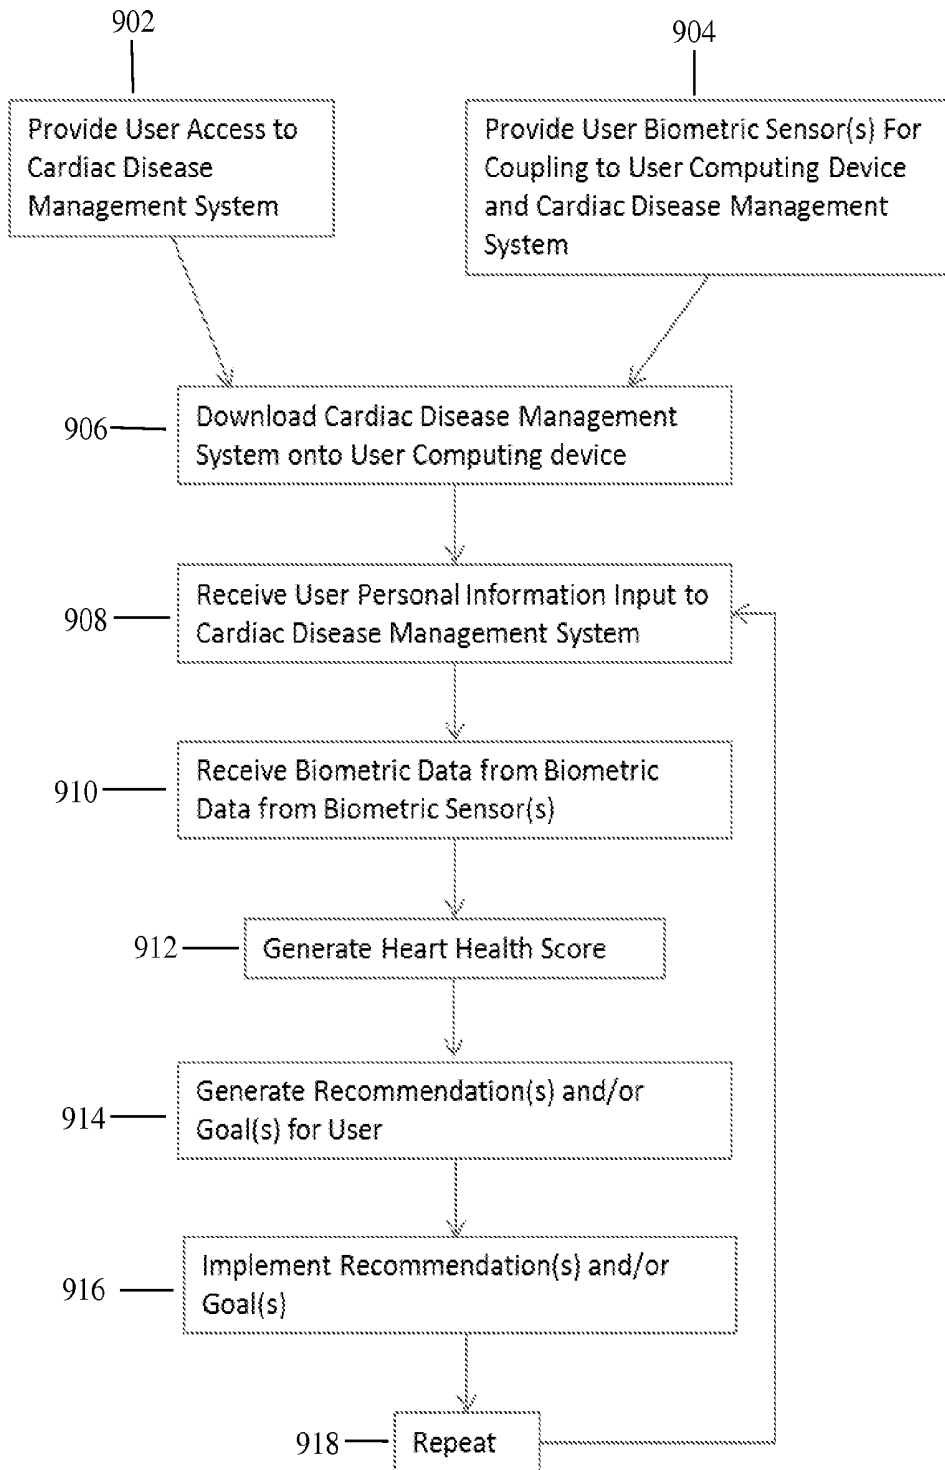 902
904
Provide User Access to
Cardiac Disease
Management System
Provide User Biometric Sensor(s) For
Coupling to User Computing Device
and Cardiac Disease Management
System
906
Download Cardiac Disease Management
System onto User Computing device
908
Receive User Personal Information Input to
Cardiac Disease Management System
910
Receive Biometric Data from Biometric
Data from Biometric Sensor(s)
912
Generate Heart Health Score
914
Generate Recommendation(s) and/or
Goal(s) for User
916
Implement Recommendation(s) and/or
Goal(s)
918
Repeat